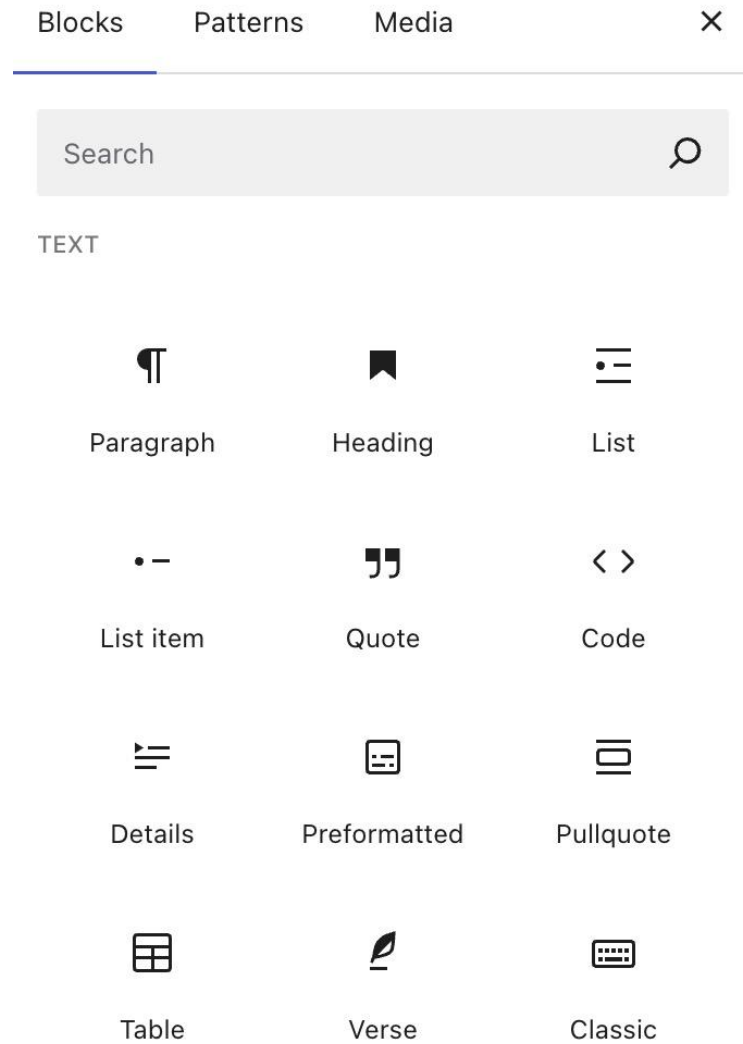 Blocks Patterns Media
Search
TEXT
Paragraph Heading List
List item Quote Code
Details Preformatted Pullquote
Table Verse Classic